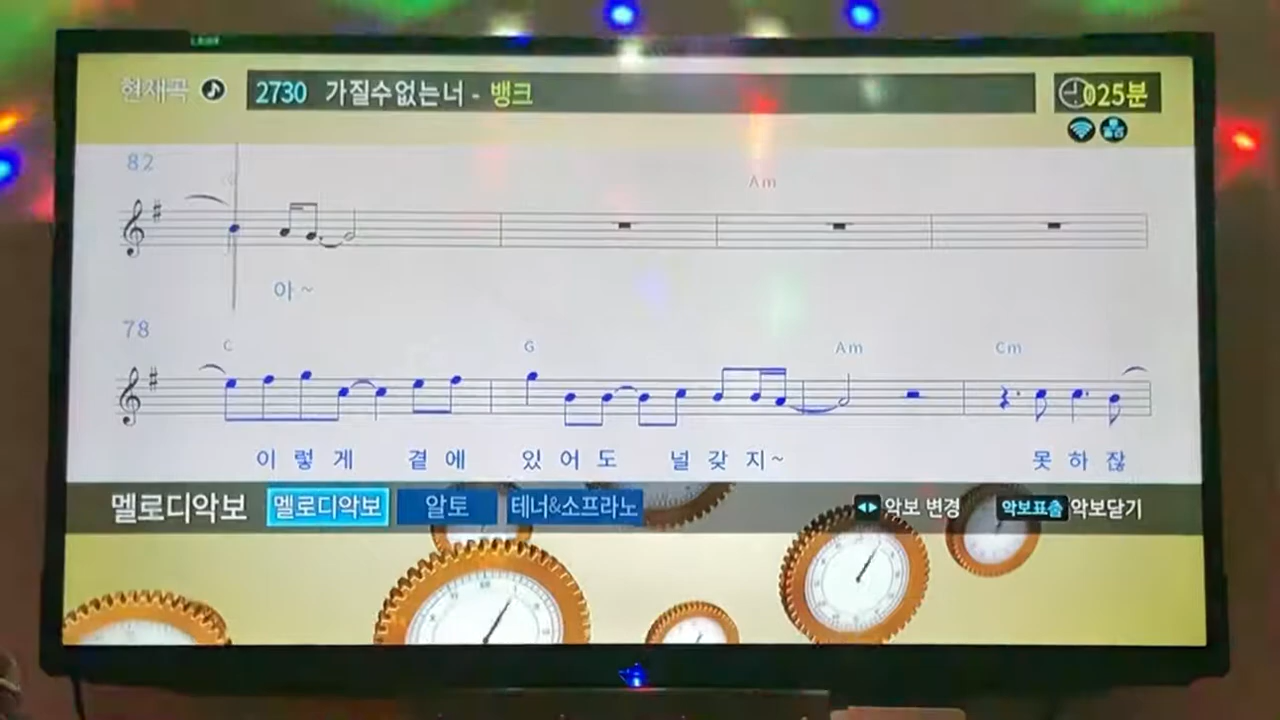 현재곡 2730 가질수없는너 - 뱅크 025분
82
Am
아~
78
C G Am Cm
이 렇 게 곁 에 있 어 도 널 갖 지~ 못 하 잖
멜로디악보 멜로디악보 알토 테너&소프라노 악보 변경 악보표출 악보닫기